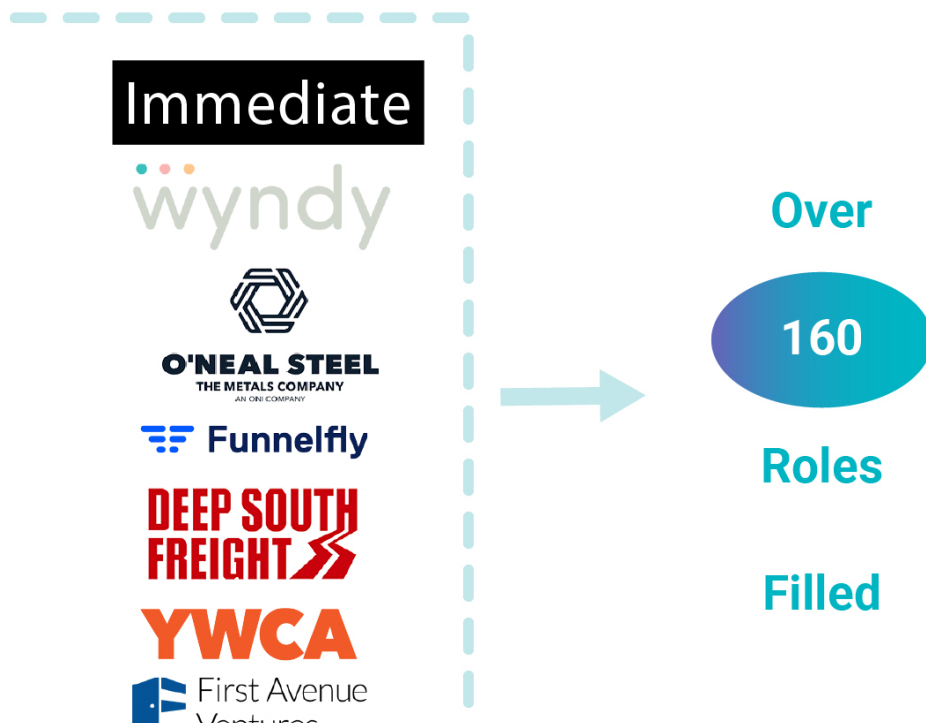 Immediate
wyndy
O'NEAL STEEL
THE METALS COMPANY
AN ONI COMPANY
Funnelfly
DEEP SOUTH
FREIGHT
YWCA
First Avenue
Ventures
Over
160
Roles
Filled